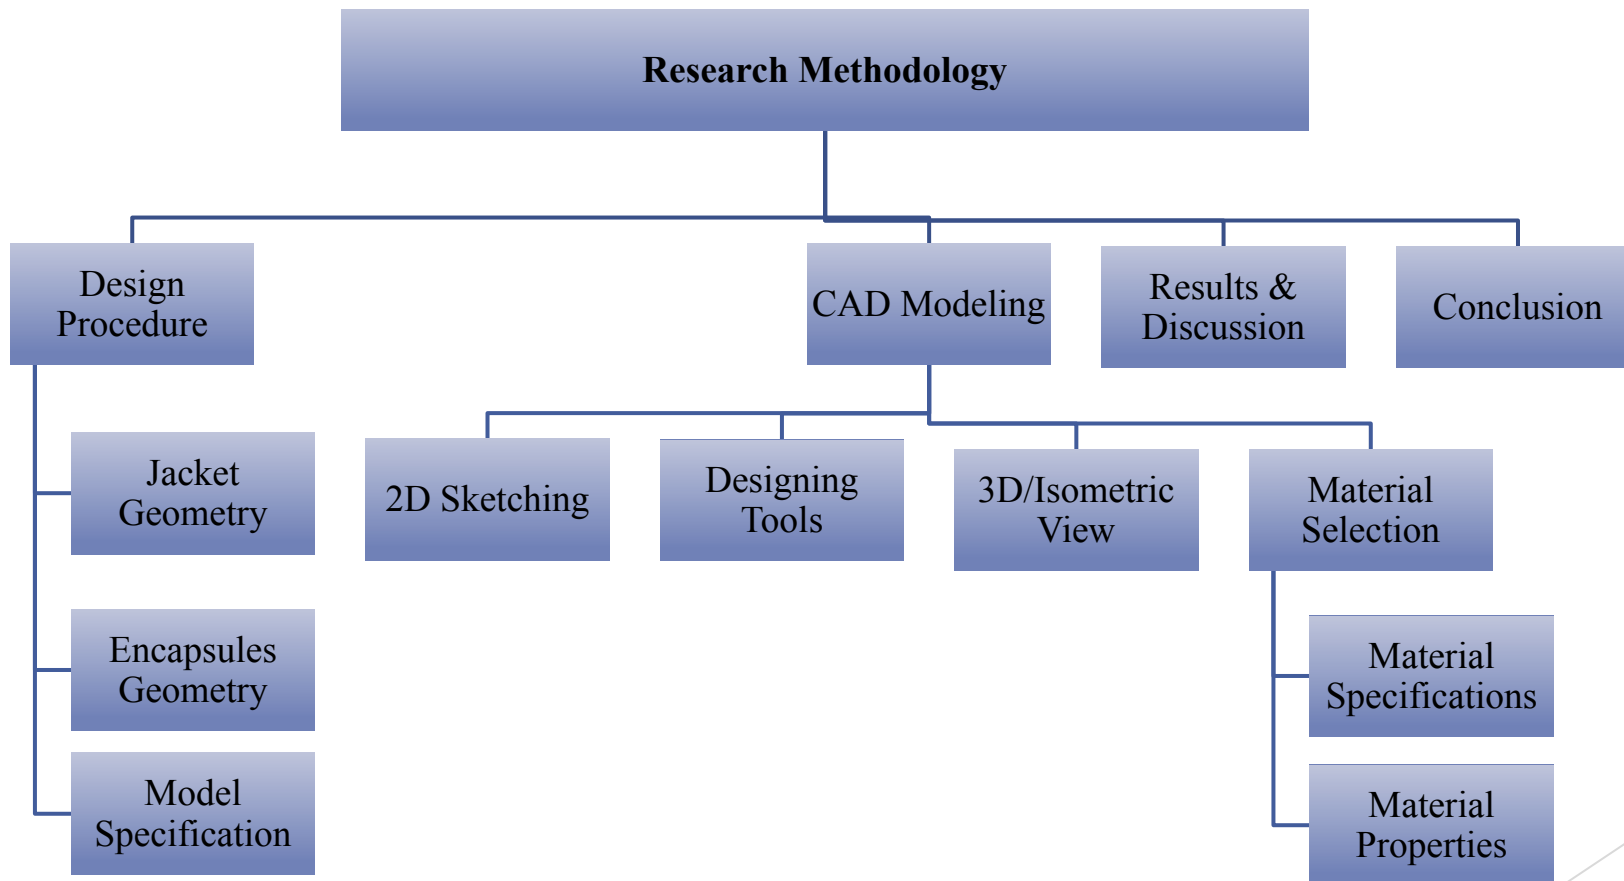 Research Methodology
Design
Procedure
CAD Modeling
Results &
Discussion
Conclusion
Jacket
Geometry
2D Sketching
Designing
Tools
3D/Isometric
View
Material
Selection
Encapsules
Geometry
Material
Specifications
Model
Specification
Material
Properties